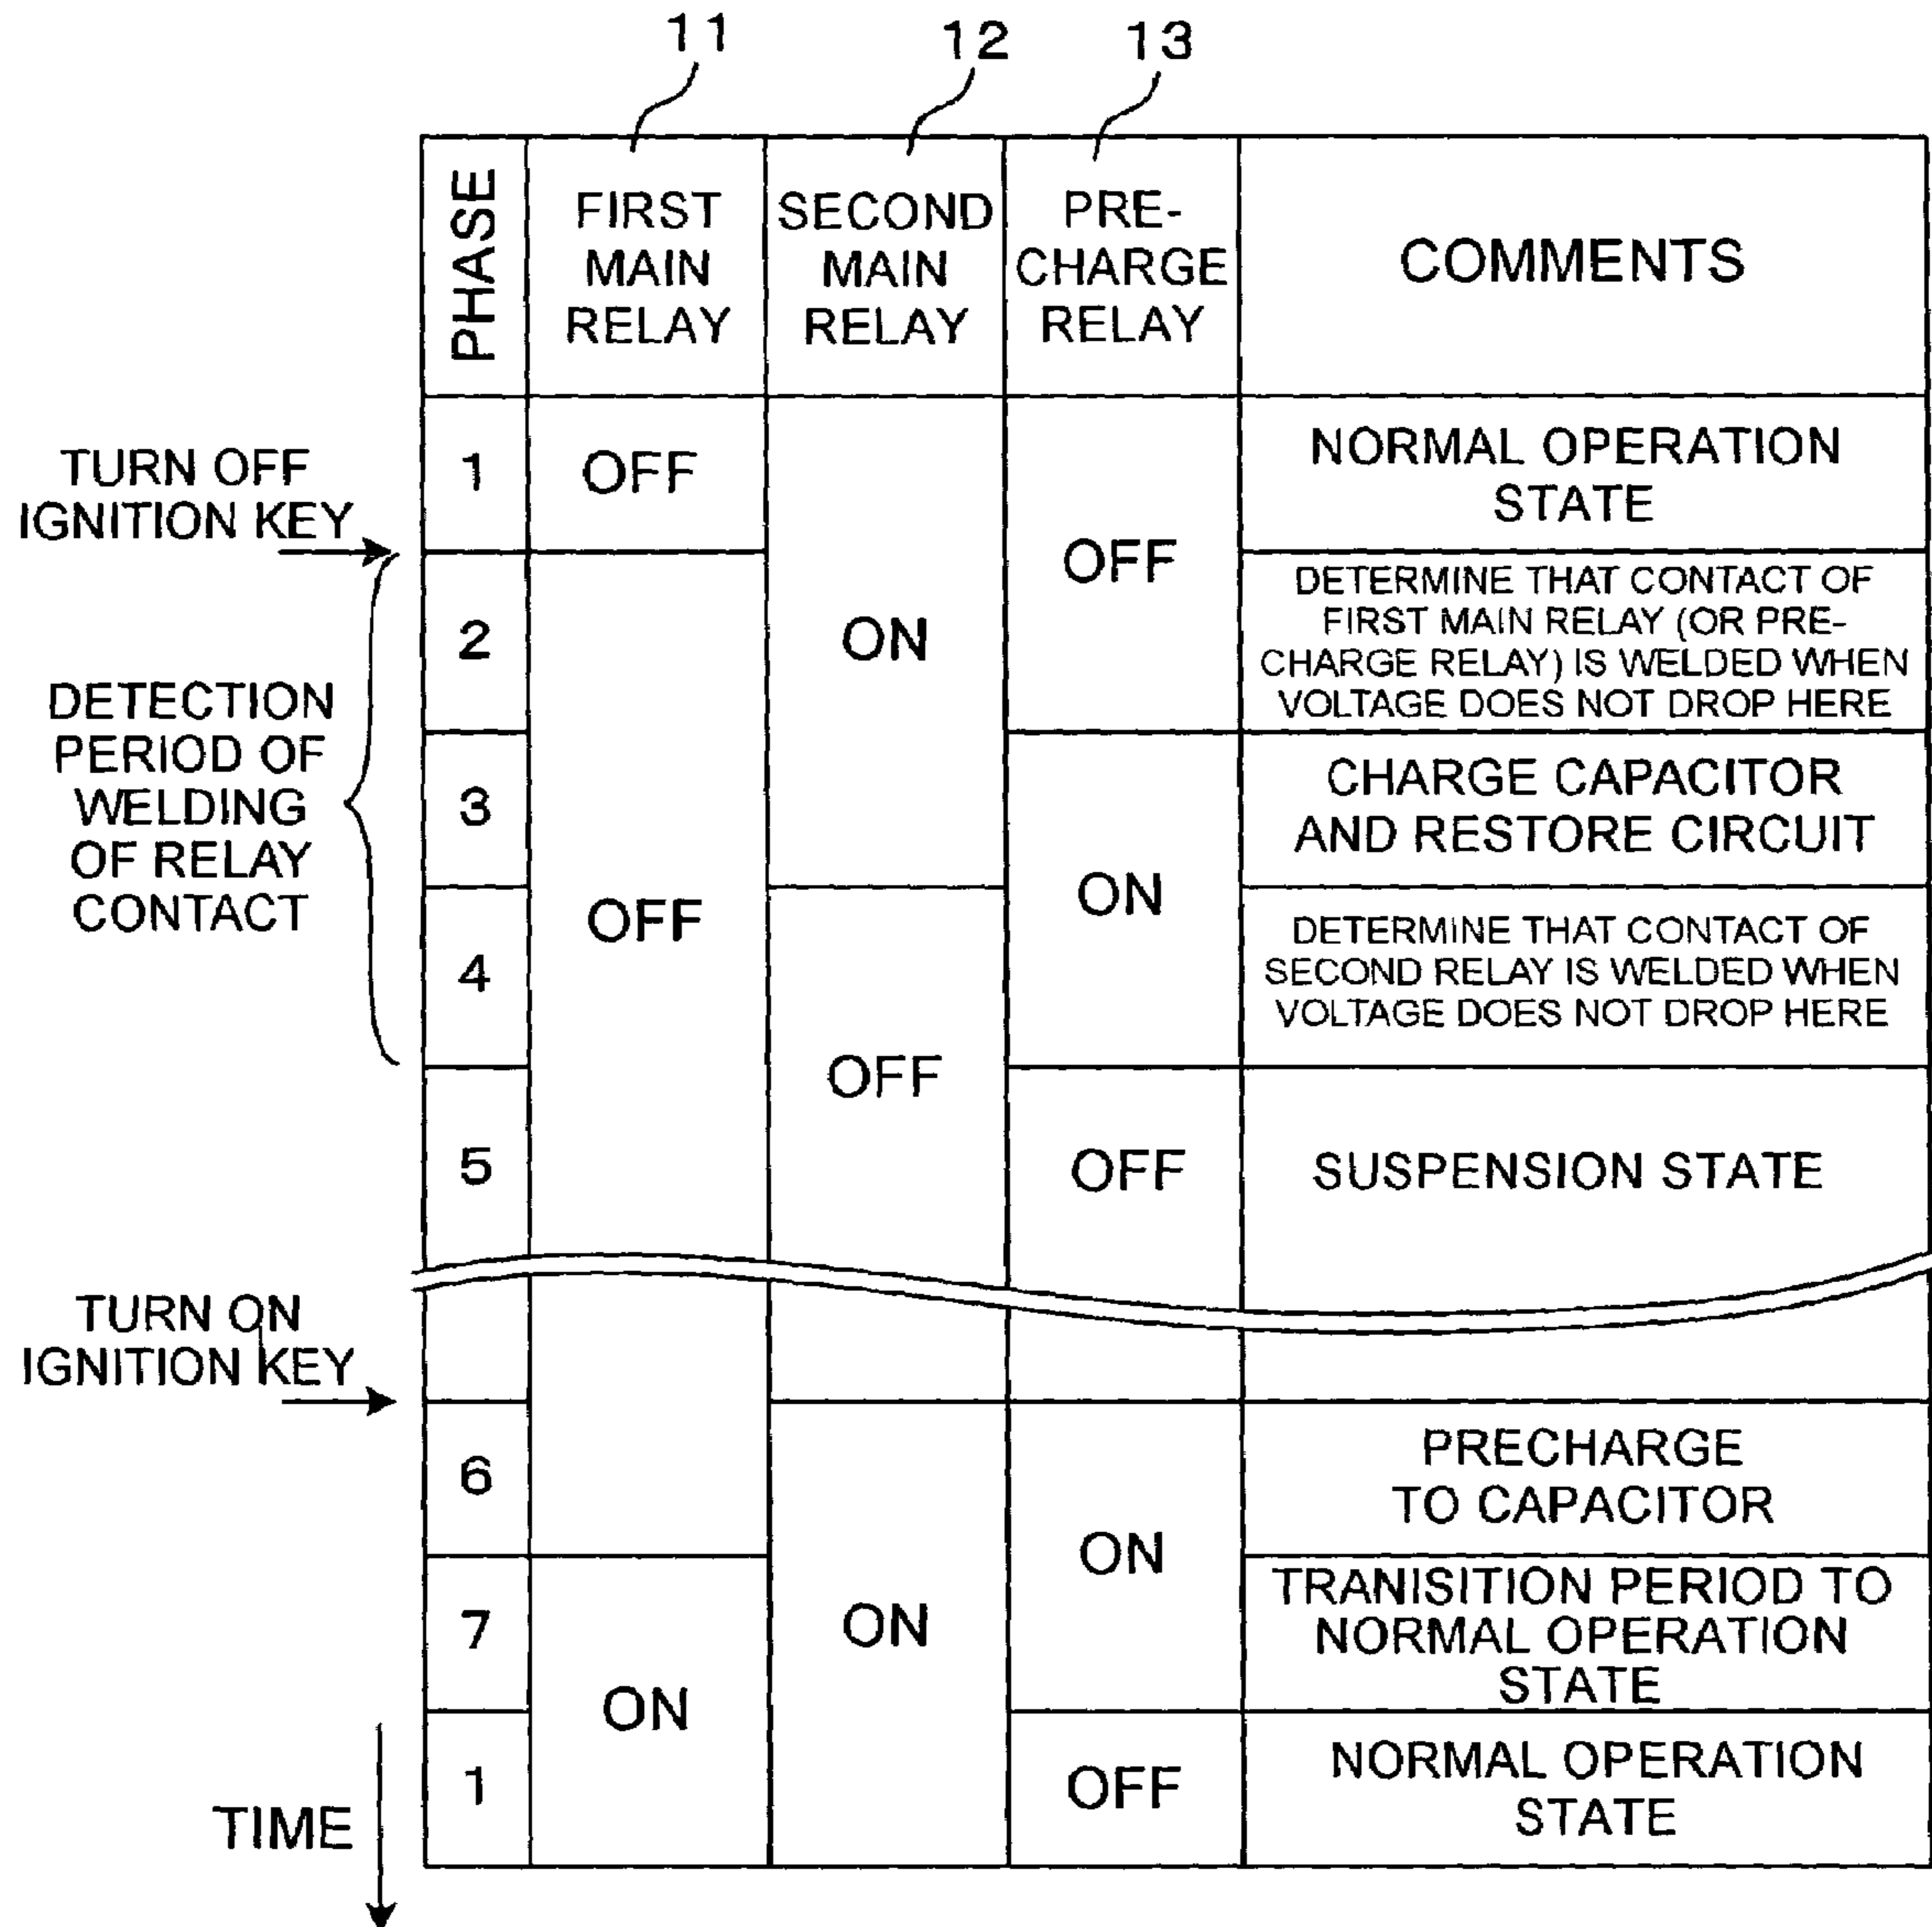 11
12
13
PHASE
FIRST
MAIN
RELAY
SECOND
MAIN
RELAY
PRE-
CHARGE
RELAY
COMMENTS
TURN OFF
IGNITION KEY
1
OFF
NORMAL OPERATION
STATE
DETECTION
PERIOD OF
WELDING
OF RELAY
CONTACT
2
ON
OFF
DETERMINE THAT CONTACT OF
FIRST MAIN RELAY (OR PRE-
CHARGE RELAY) IS WELDED WHEN
VOLTAGE DOES NOT DROP HERE
3
CHARGE CAPACITOR
AND RESTORE CIRCUIT
OFF
ON
4
DETERMINE THAT CONTACT OF
SECOND RELAY IS WELDED WHEN
VOLTAGE DOES NOT DROP HERE
OFF
5
OFF
SUSPENSION STATE
TURN ON
IGNITION KEY
6
PRECHARGE
TO CAPACITOR
ON
7
ON
TRANISITION PERIOD TO
NORMAL OPERATION
STATE
ON
1
OFF
NORMAL OPERATION
STATE
TIME